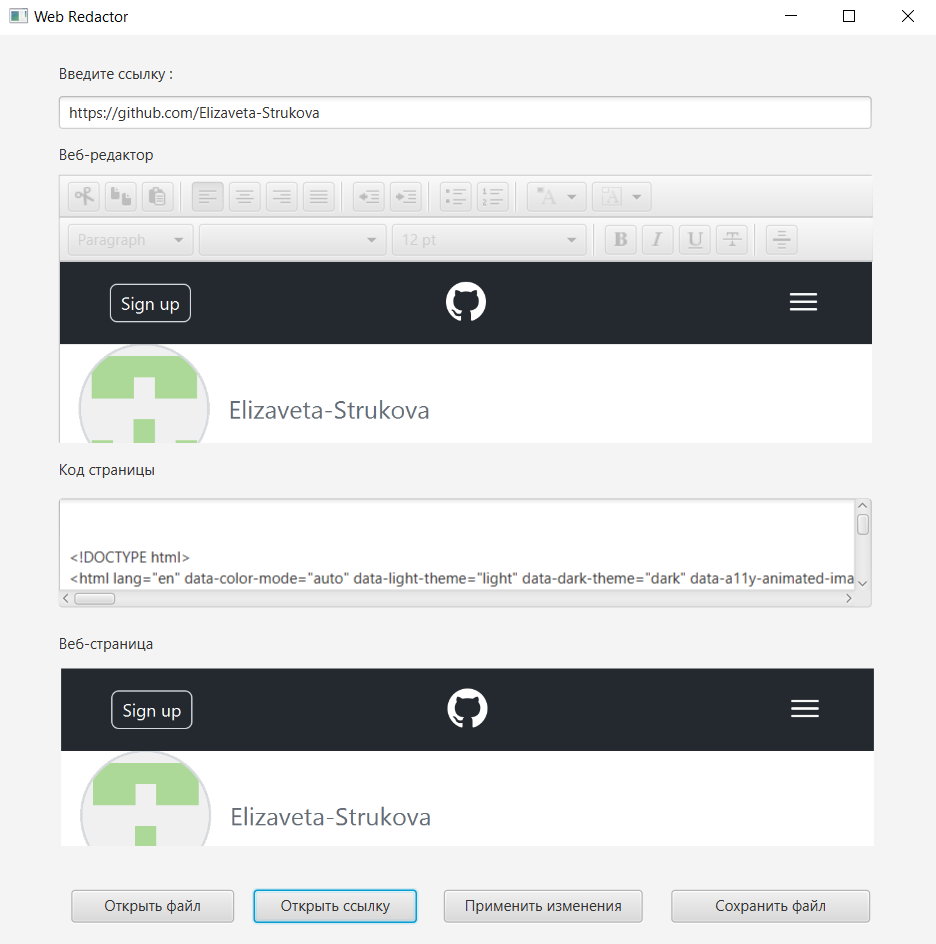 Web Redactor
Введите ссылку :
https://github.com/Elizaveta-Strukova
Веб-редактор
Paragraph 12 pt B I U T
Sign up
Elizaveta-Strukova
Код страницы
<!DOCTYPE html>
<html lang="en" data-color-mode="auto" data-light-theme="light" data-dark-theme="dark" data-a11y-animated-ima
Веб-страница
Sign up
Elizaveta-Strukova
Открыть файл Открыть ссылку Применить изменения Сохранить файл